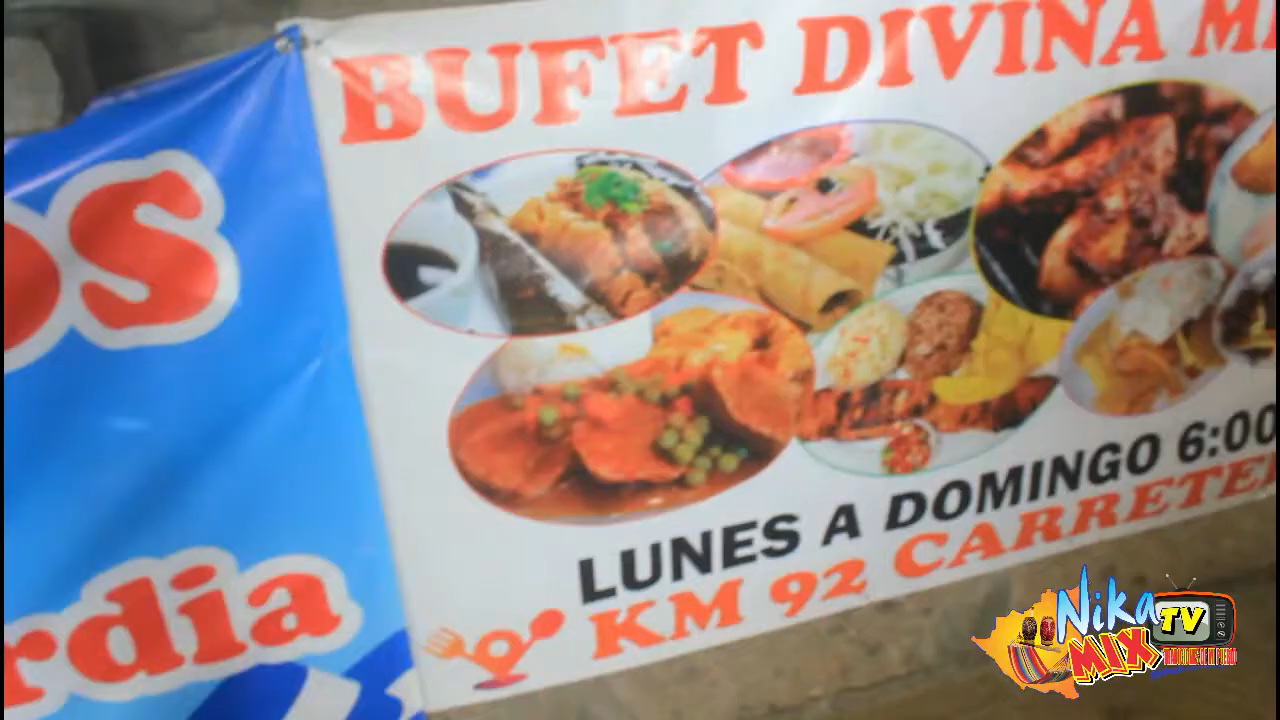 BUFET DIVINA
OS
rdia
LUNES A DOMINGO 6:00
KM 92 CARRETE
Nika
MIX
TV